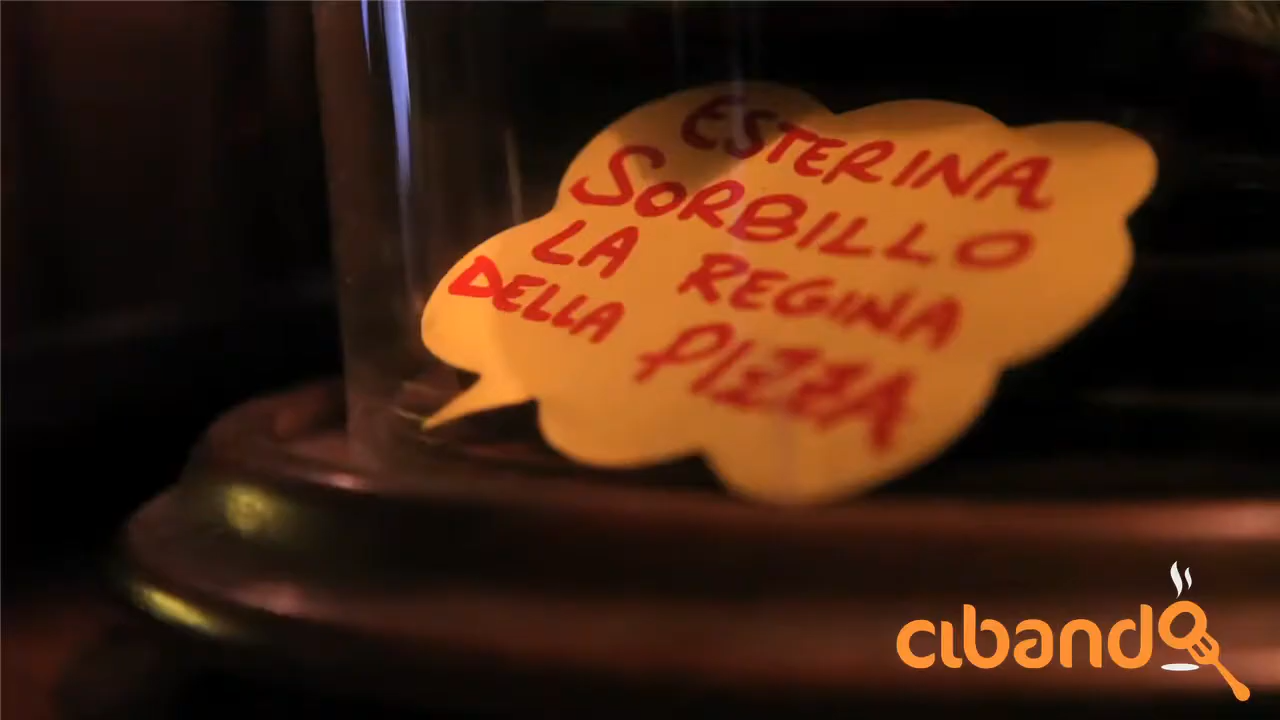 ESTERINA
SORBILLO
LA REGINA
DELLA PIZZA
cibando